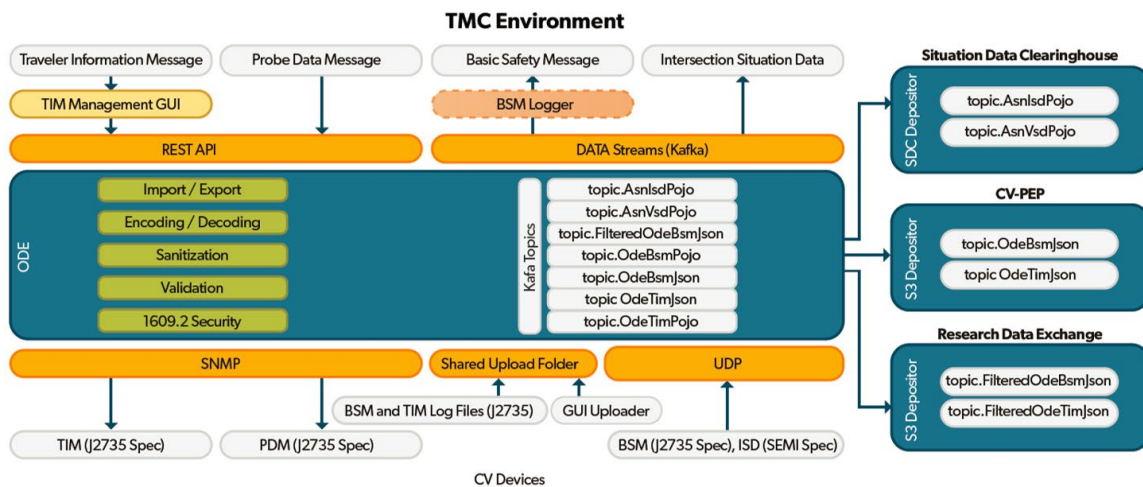 TMC Environment
Traveler Information Message
Probe Data Message
Basic Safety Message
Intersection Situation Data
TIM Management GUI
BSM Logger
REST API
DATA Streams (Kafka)
ODE
Import / Export
Encoding / Decoding
Sanitization
Validation
1609.2 Security
Kafa Topics
topic.AsnIsdPojo
topic.AsnVsdPojo
topic.FilteredOdeBsmJson
topic.OdeBsmPojo
topic.OdeBsmJson
topic OdeTimJson
topic.OdeTimPojo
SNMP
Shared Upload Folder
UDP
BSM and TIM Log Files (J2735)
GUI Uploader
TIM (J2735 Spec)
PDM (J2735 Spec)
BSM (J2735 Spec), ISD (SEMI Spec)
CV Devices
Situation Data Clearinghouse
SDC Depositor
topic.AsnIsdPojo
topic.AsnVsdPojo
CV-PEP
S3 Depositor
topic.OdeBsmJson
topic OdeTimJson
Research Data Exchange
S3 Depositor
topic.FilteredOdeBsmJson
topic.FilteredOdeTimJson